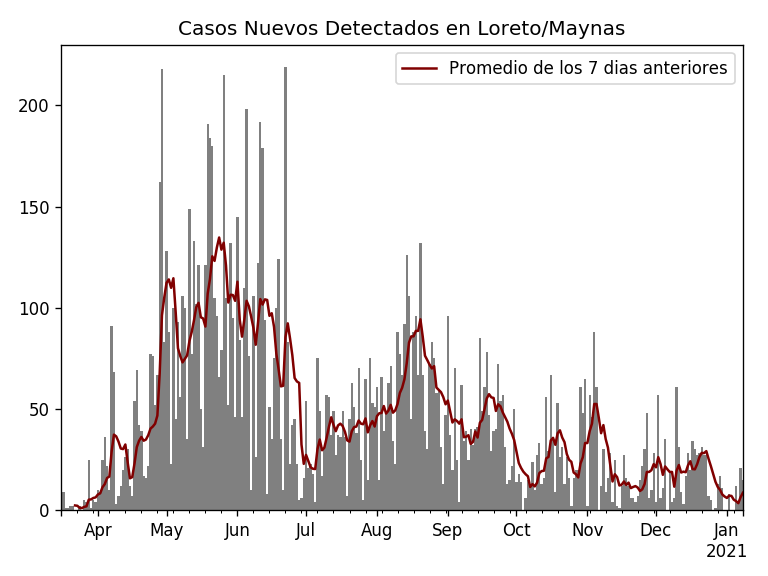 Casos Nuevos Detectados en Loreto/Maynas
Promedio de los 7 dias anteriores
200
150
100
50
0
Apr May Jun Jul Aug Sep Oct Nov Dec Jan
2021